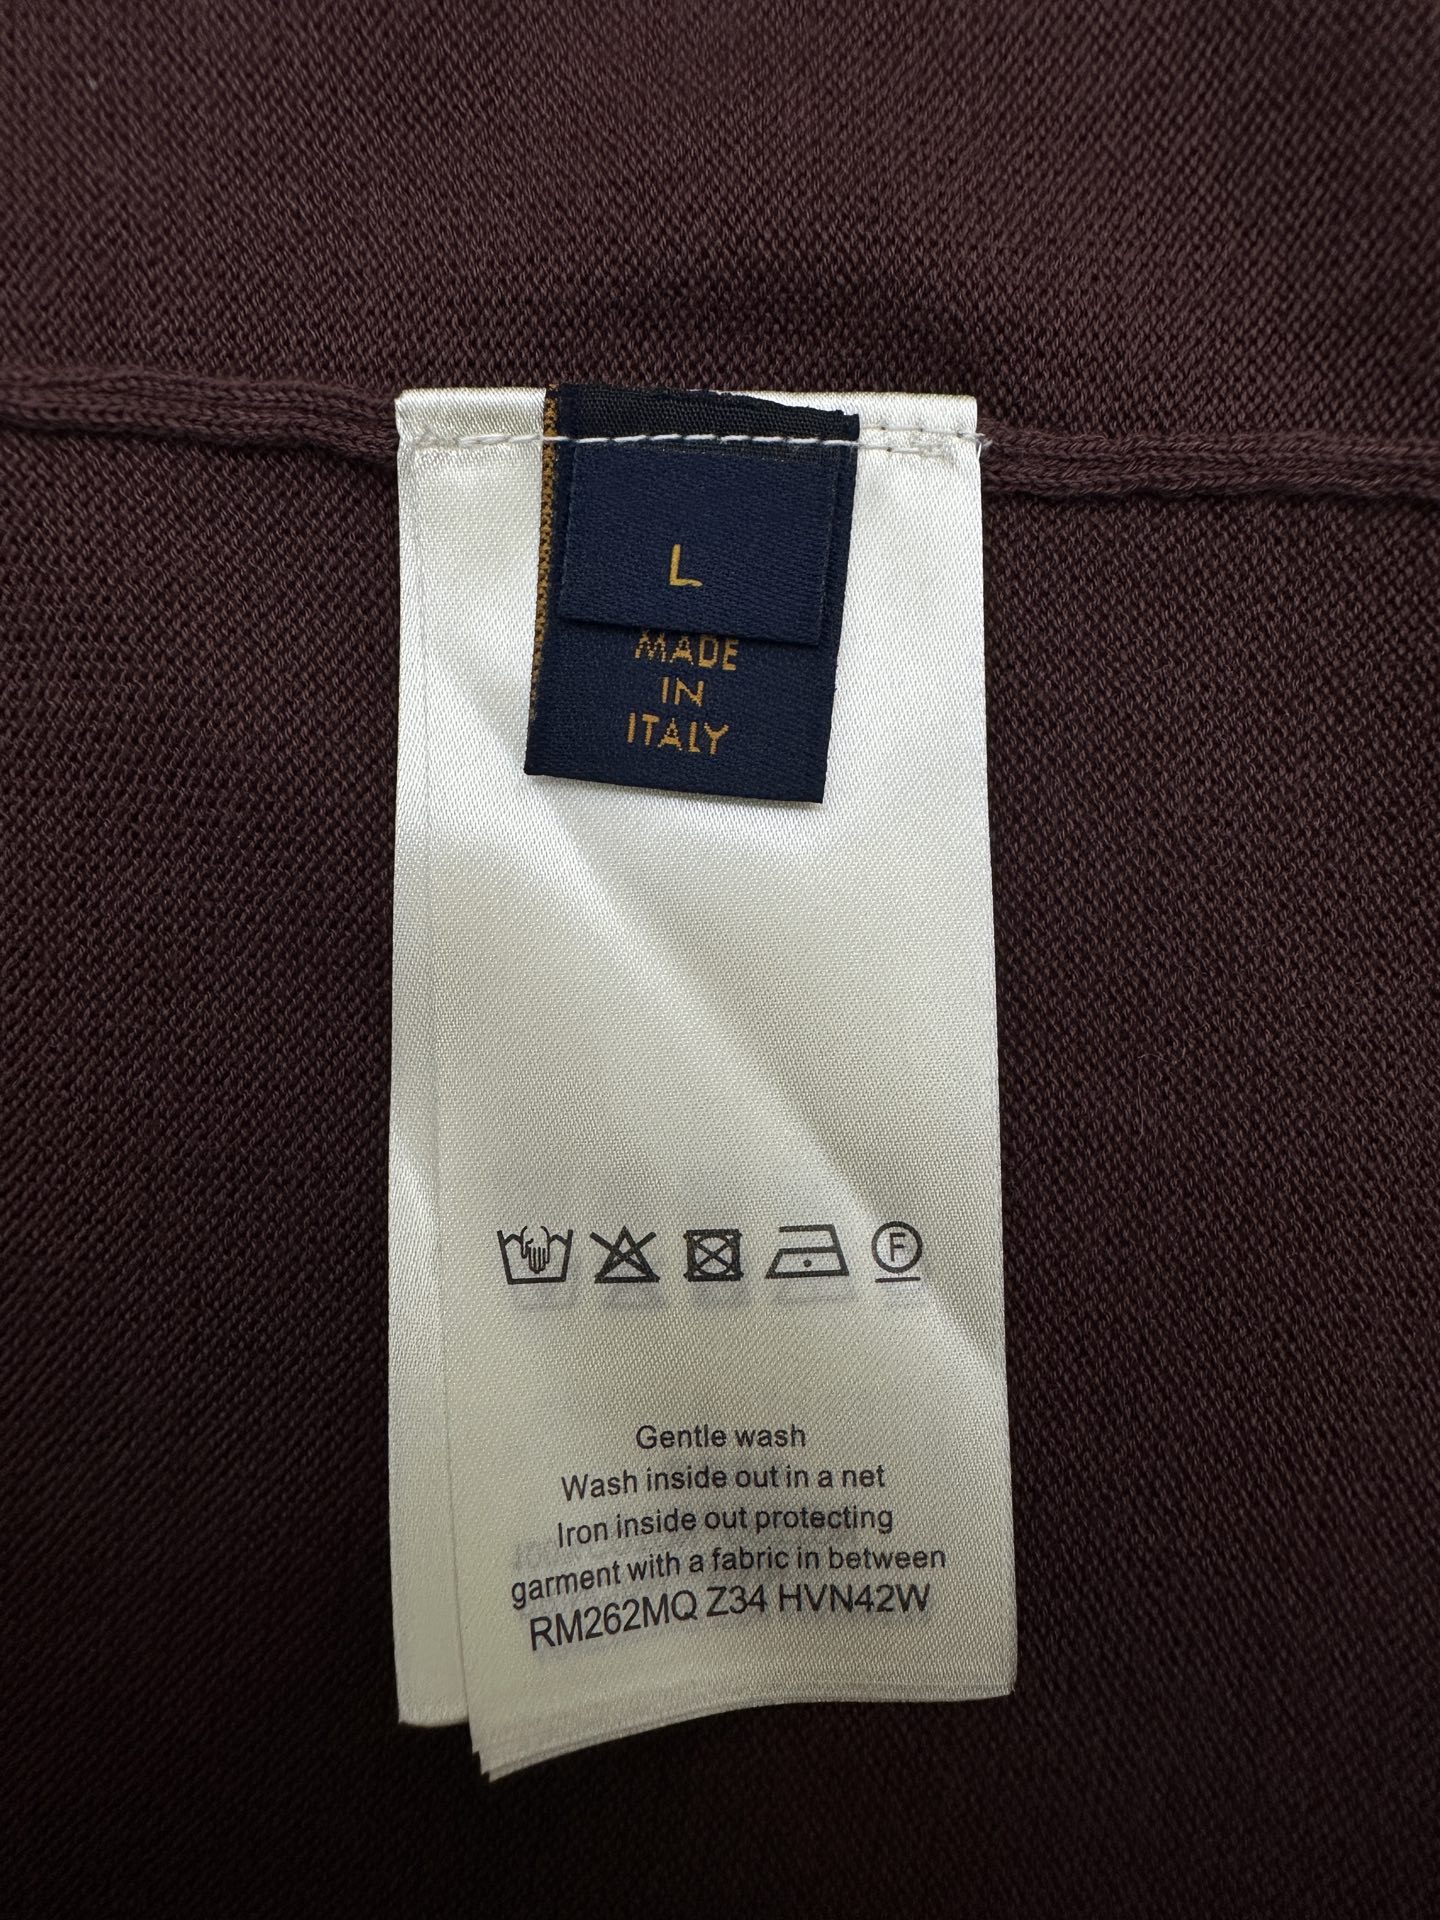 L
MADE
IN
ITALY
F
Gentle wash
Wash inside out in a net
Iron inside out protecting
garment with a fabric in between
RM262MQ Z34 HVN42W